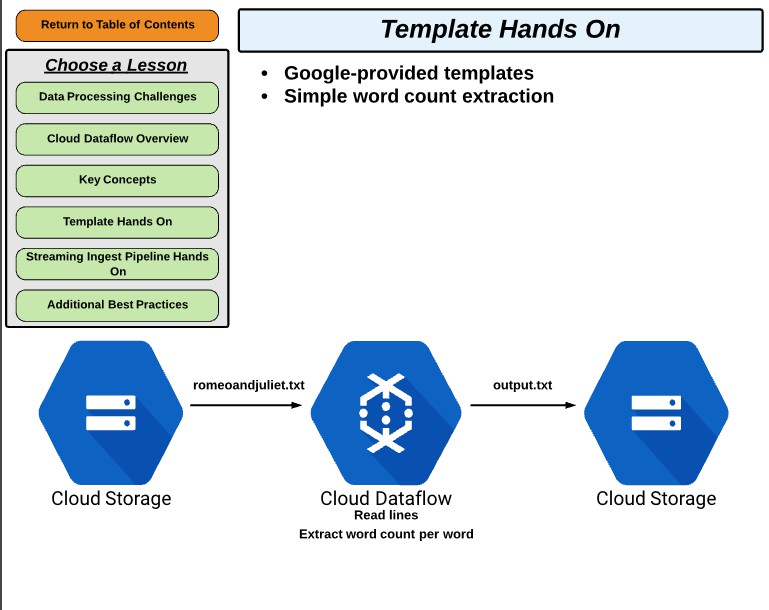 Return to Table of Contents
Template Hands On
Choose a Lesson
Data Processing Challenges
Cloud Dataflow Overview
Key Concepts
Template Hands On
Streaming Ingest Pipeline Hands
On
Additional Best Practices
• Google-provided templates
• Simple word count extraction
romeoandjuliet.txt
output.txt
Cloud Storage
Cloud Dataflow
Read lines
Extract word count per word
Cloud Storage